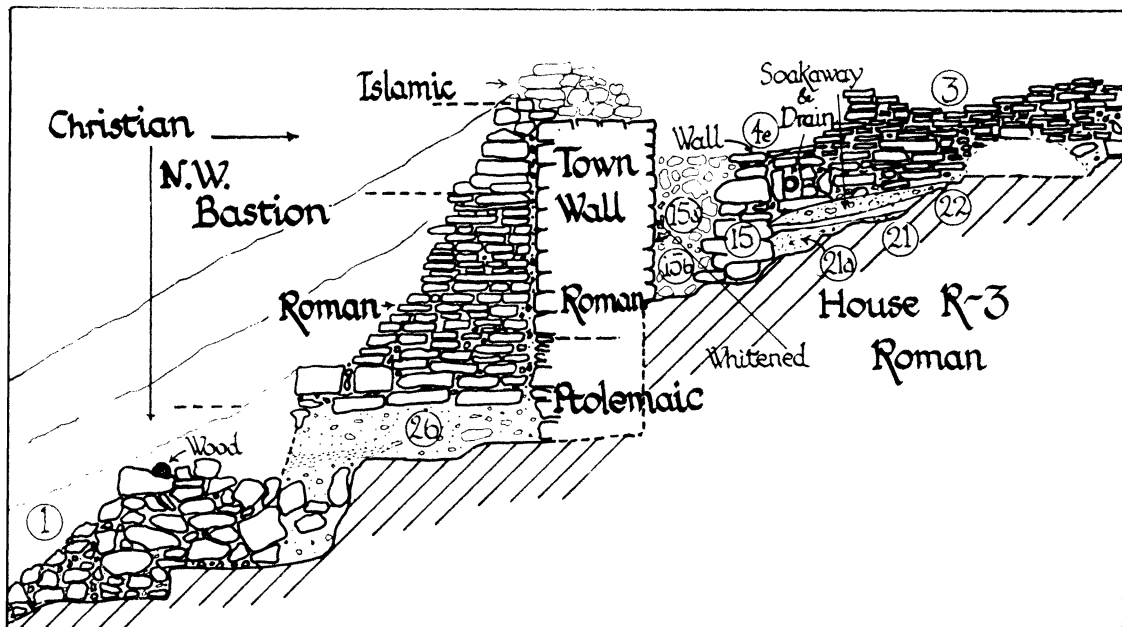 Islamic
Christian
N.W.
Bastion
Roman
Town
Wall
Roman
Ptolemaic
Soakaway
&
Drain
Wall
4e
3
15a
15b
15
21a
21
22
House R-3
Roman
Whitened
26
Wood
1